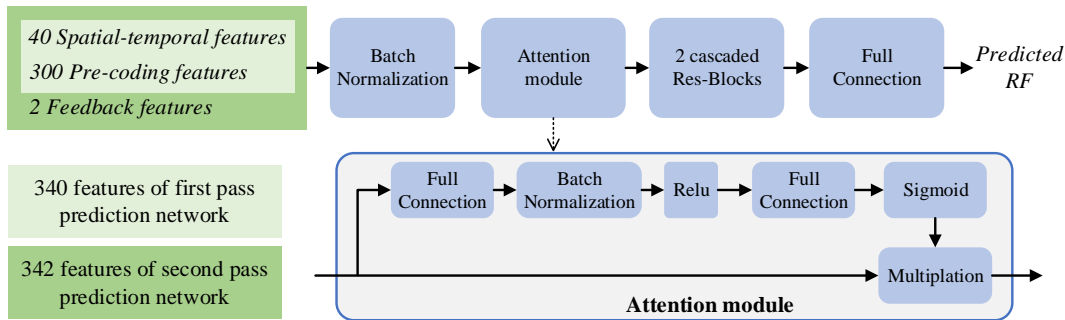 40 Spatial-temporal features
300 Pre-coding features
2 Feedback features
Batch
Normalization
Attention
module
2 cascaded
Res-Blocks
Full
Connection
Predicted
RF
340 features of first pass
prediction network
342 features of second pass
prediction network
Full
Connection
Batch
Normalization
Relu
Full
Connection
Sigmoid
Multiplation
Attention module